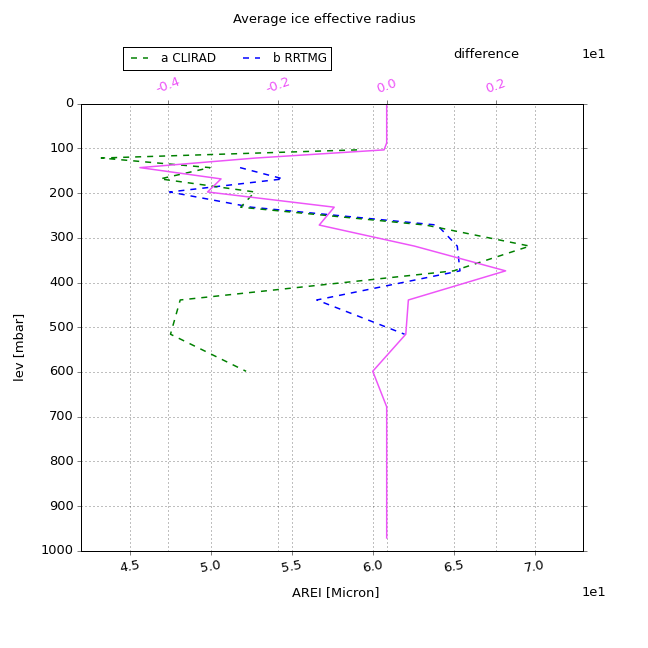 Average ice effective radius
a CLIRAD b RRTMG difference 1e1
-0.4 -0.2 0.0 0.2
0
100
200
300
400
500
600
700
800
900
1000
lev [mbar]
4.5 5.0 5.5 6.0 6.5 7.0
AREI [Micron] 1e1